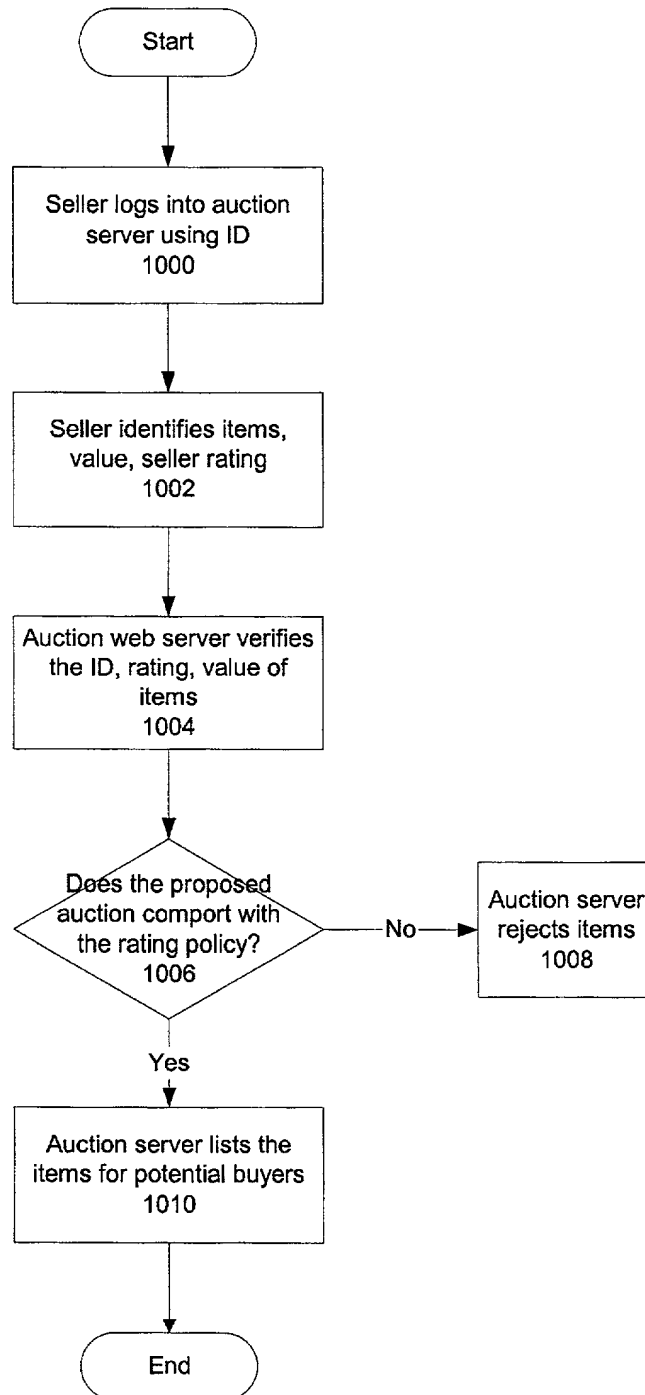 Start
Seller logs into auction
server using ID
1000
Seller identifies items,
value, seller rating
1002
Auction web server verifies
the ID, rating, value of
items
1004
Does the proposed
auction comport with
the rating policy?
1006
No
Auction server
rejects items
1008
Yes
Auction server lists the
items for potential buyers
1010
End